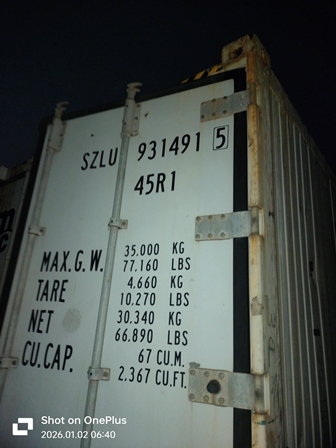 SZLU 931491 5
45R1
MAX.G.W. 35.000 KG
77.160 LBS
TARE 4.660 KG
10.270 LBS
NET 30.340 KG
66.890 LBS
CU.CAP. 67 CU.M.
2.367 CU.FT.
Shot on OnePlus
2026.01.02 06:40